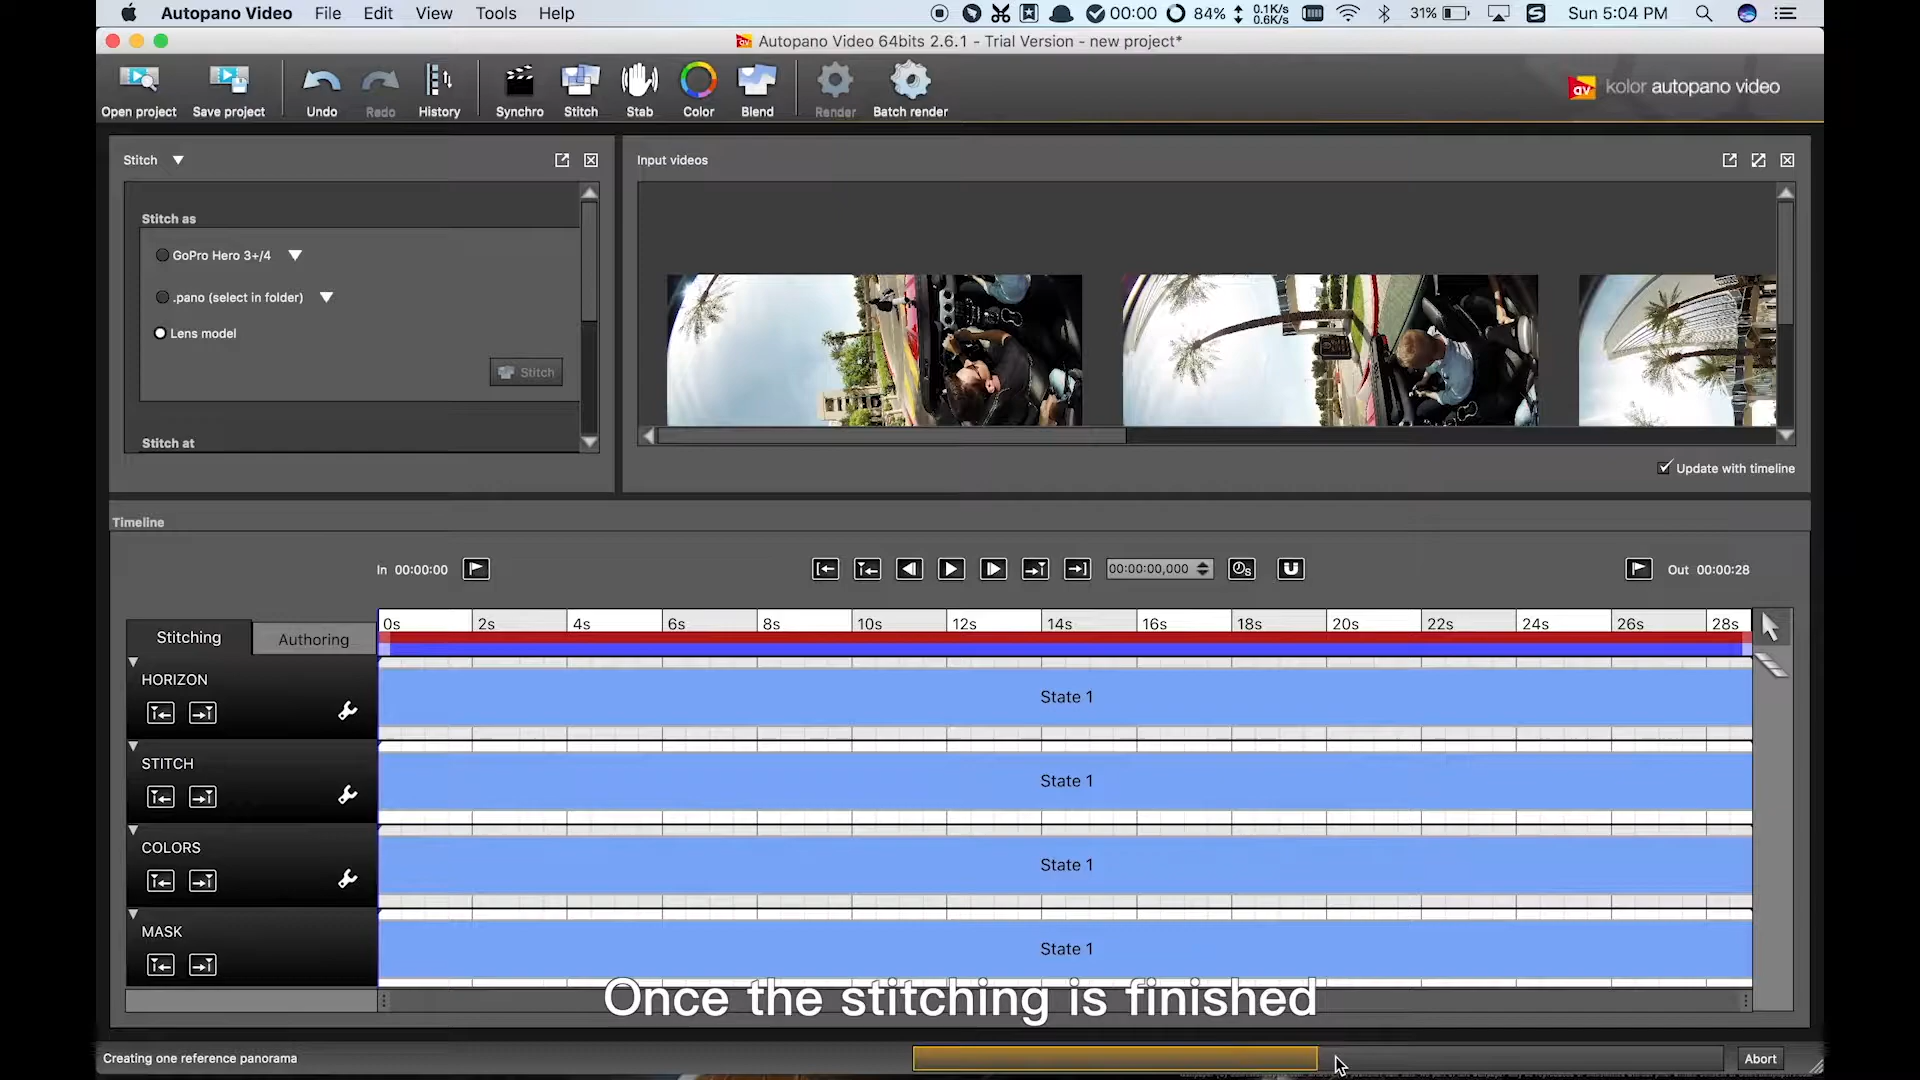 Autopano Video File Edit View Tools Help 00:00 84% 0.1K/s 0.6K/s 31% Sun 5:04 PM
Autopano Video 64bits 2.6.1 - Trial Version - new project*
Open project Save project Undo Redo History Synchro Stitch Stab Color Blend Render Batch render
av kolor autopano video
Stitch
Input videos
Stitch as
GoPro Hero 3+/4
.pano (select in folder)
Lens model
Stitch
Stitch at
Update with timeline
Timeline
In 00:00:00
00:00:00,000
Out 00:00:28
Stitching Authoring
0s 2s 4s 6s 8s 10s 12s 14s 16s 18s 20s 22s 24s 26s 28s
HORIZON
State 1
STITCH
State 1
COLORS
State 1
MASK
State 1
Once the stitching is finished
Creating one reference panorama
Abort